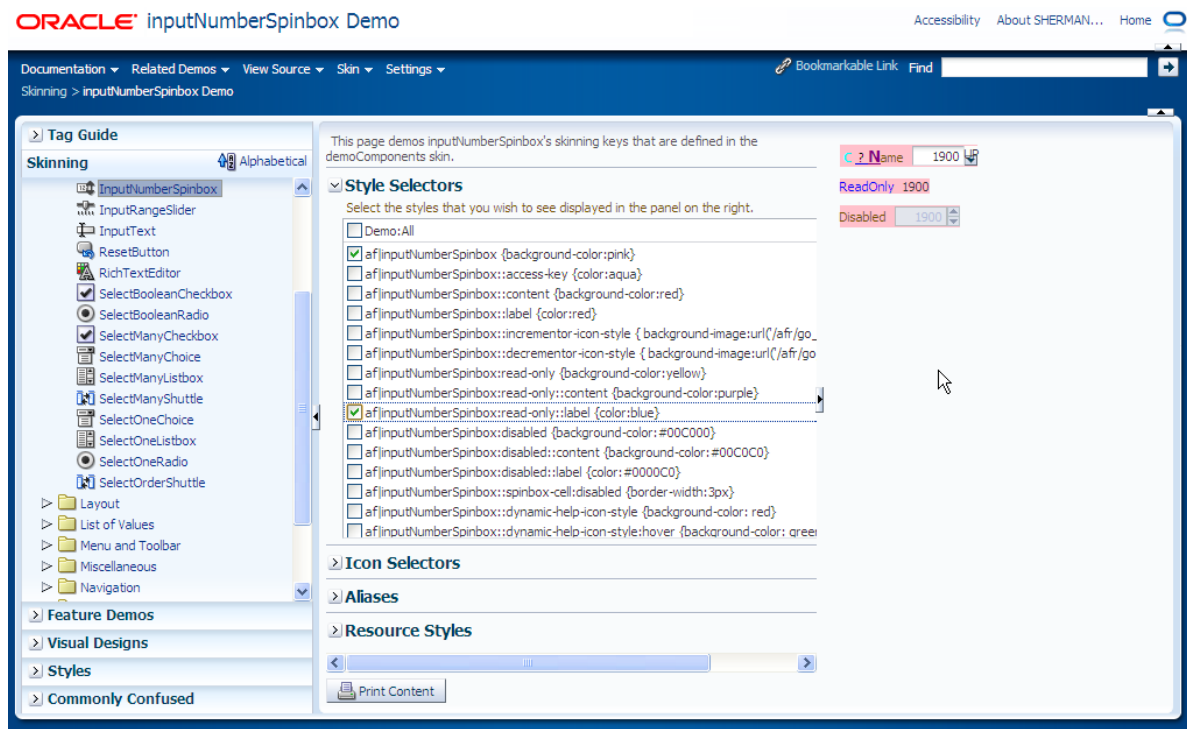 ORACLE inputNumberSpinbox Demo
Accessibility About SHERMAN... Home
Documentation Related Demos View Source Skin Settings
Bookmarkable Link Find
Skinning > inputNumberSpinbox Demo
Tag Guide
Skinning Alphabetical
InputNumberSpinbox
InputRangeSlider
InputText
ResetButton
RichTextEditor
SelectBooleanCheckbox
SelectBooleanRadio
SelectManyCheckbox
SelectManyChoice
SelectManyListbox
SelectManyShuttle
SelectOneChoice
SelectOneListbox
SelectOneRadio
SelectOrderShuttle
Layout
List of Values
Menu and Toolbar
Miscellaneous
Navigation
Feature Demos
Visual Designs
Styles
Commonly Confused
This page demos inputNumberSpinbox's skinning keys that are defined in the
demoComponents skin.
Style Selectors
Select the styles that you wish to see displayed in the panel on the right.
Demo:All
af|inputNumberSpinbox {background-color:pink}
af|inputNumberSpinbox::access-key {color:aqua}
af|inputNumberSpinbox::content {background-color:red}
af|inputNumberSpinbox::label {color:red}
af|inputNumberSpinbox::incrementor-icon-style { background-image:url('/afr/go_
af|inputNumberSpinbox::decrementor-icon-style { background-image:url('/afr/go
af|inputNumberSpinbox:read-only {background-color:yellow}
af|inputNumberSpinbox:read-only::content {background-color:purple}
af|inputNumberSpinbox:read-only::label {color:blue}
af|inputNumberSpinbox:disabled {background-color:#00C000}
af|inputNumberSpinbox:disabled::content {background-color:#00C0C0}
af|inputNumberSpinbox:disabled::label {color:#0000C0}
af|inputNumberSpinbox::spinbox-cell:disabled {border-width:3px}
af|inputNumberSpinbox::dynamic-help-icon-style {background-color: red}
af|inputNumberSpinbox::dynamic-help-icon-style:hover {background-color: green
Icon Selectors
Aliases
Resource Styles
Print Content
C ? Name 1900 UP
ReadOnly 1900
Disabled 1900